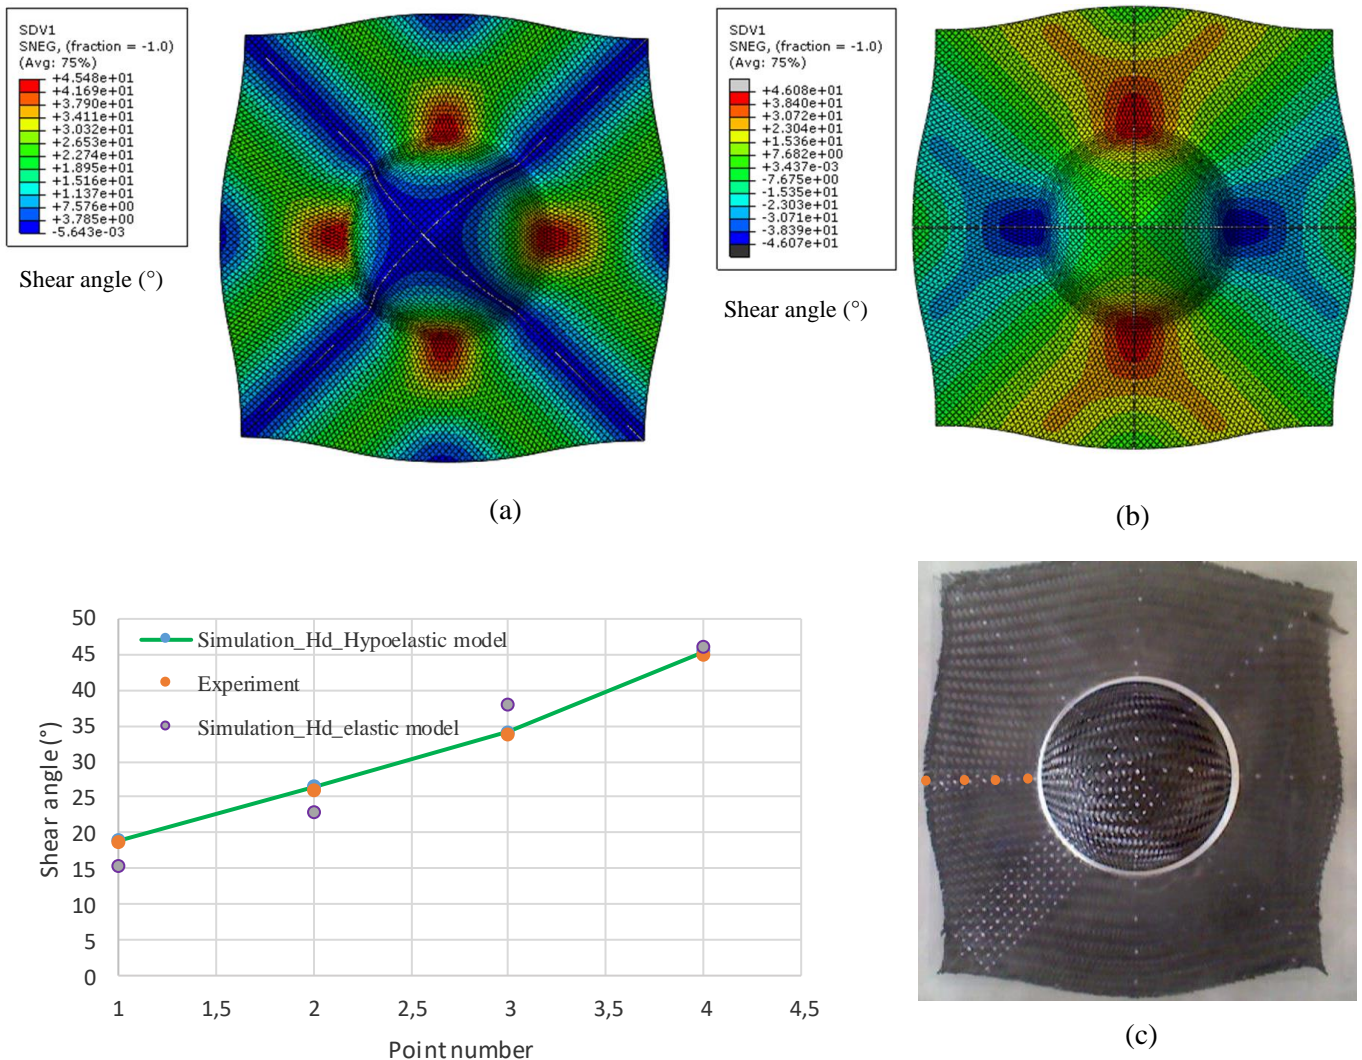 SDV1
SNEG, (fraction = -1.0)
(Avg: 75%)
+4.548e+01
+4.169e+01
+3.790e+01
+3.411e+01
+3.032e+01
+2.653e+01
+2.274e+01
+1.895e+01
+1.516e+01
+1.137e+01
+7.576e+00
+3.785e+00
-5.643e-03
Shear angle (°)
(a)
SDV1
SNEG, (fraction = -1.0)
(Avg: 75%)
+4.608e+01
+3.840e+01
+3.072e+01
+2.304e+01
+1.536e+01
+7.682e+00
+3.437e-03
-7.675e+00
-1.535e+01
-2.303e+01
-3.071e+01
-3.839e+01
-4.607e+01
Shear angle (°)
(b)
50
45
40
35
30
25
20
15
10
5
0
Shear angle (°)
Simulation_Hd_Hypoelastic model
Experiment
Simulation_Hd_elastic model
1 1,5 2 2,5 3 3,5 4 4,5
Point number
(c)